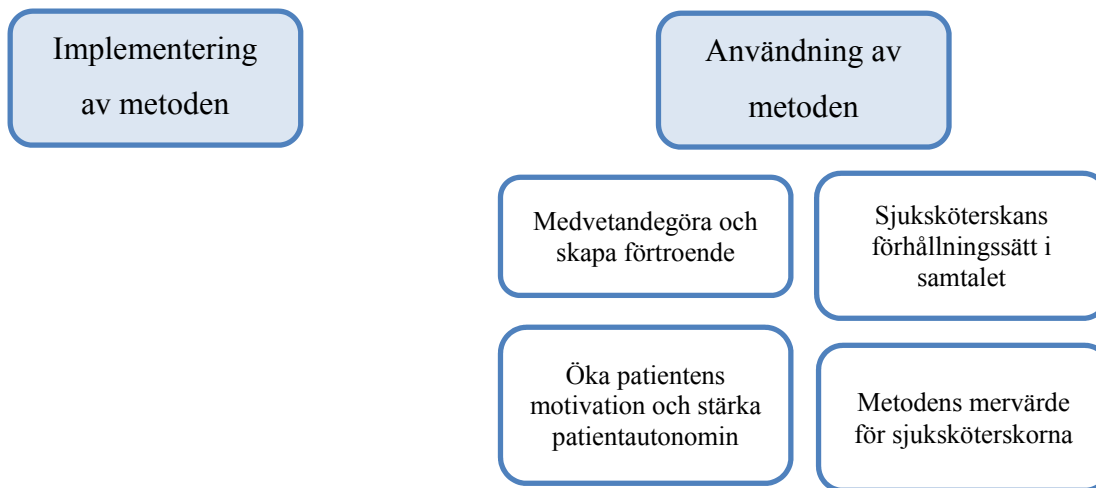 Implementering
av metoden
Användning av
metoden
Medvetandegöra och
skapa förtroende
Sjuksköterskans
förhållningssätt i
samtalet
Öka patientens
motivation och stärka
patientautonomin
Metodens mervärde
för sjuksköterskorna